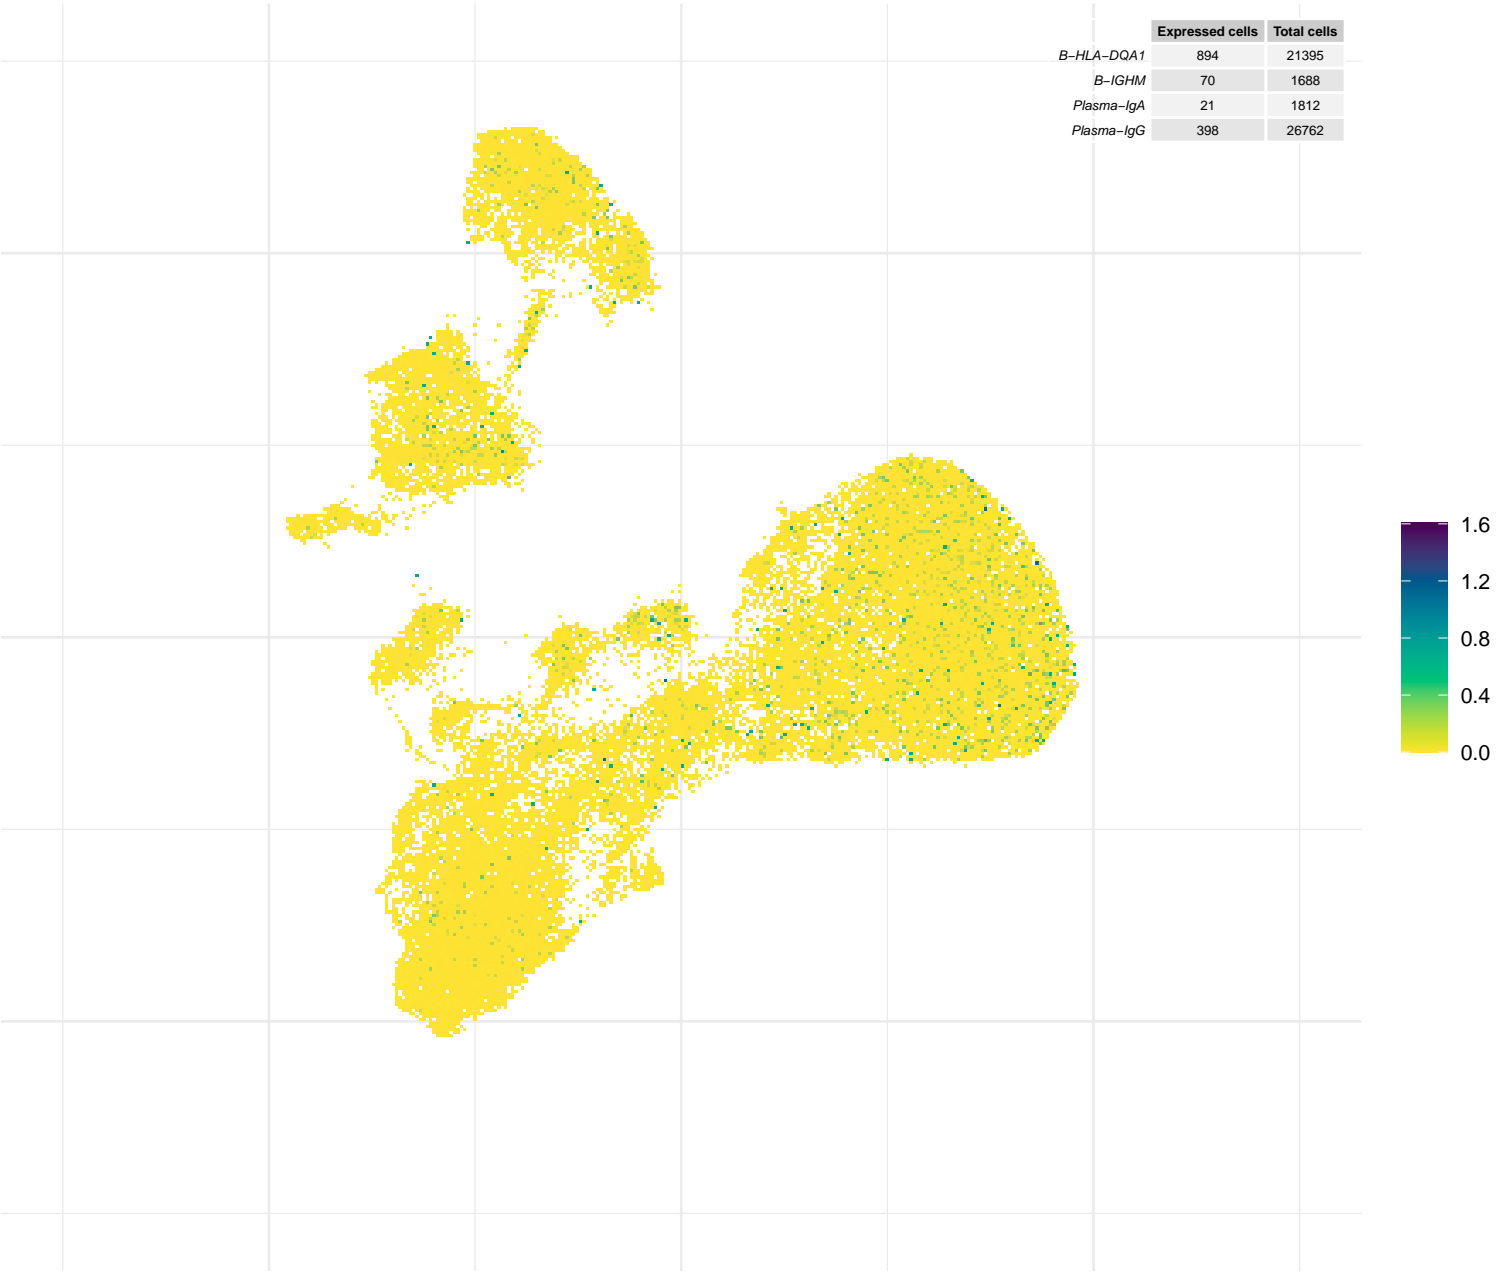 Expressed cells Total cells
B−HLA−DQA1 894 21395
B−IGHM 70 1688
Plasma−IgA 21 1812
Plasma−IgG 398 26762
1.6
1.2
0.8
0.4
0.0